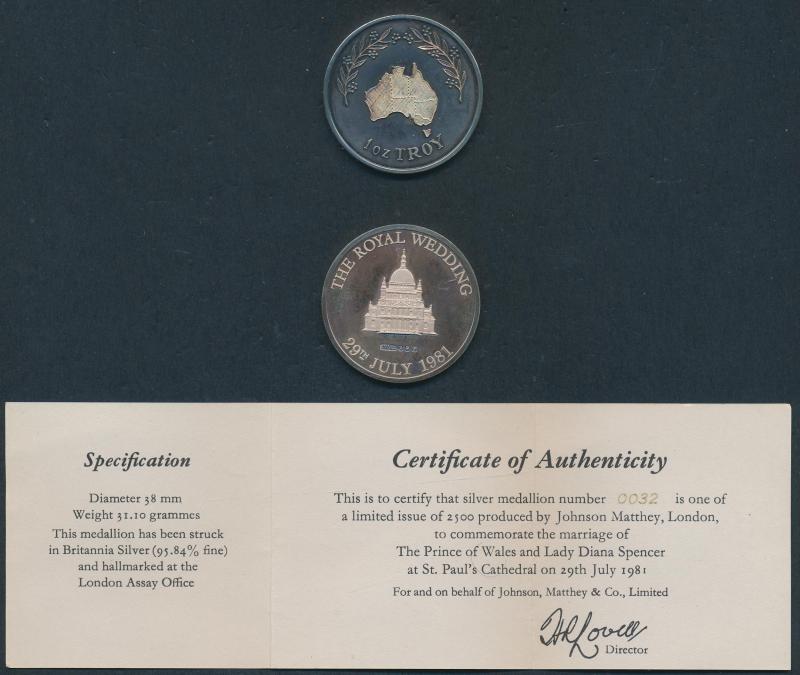 1 oz TROY
THE ROYAL WEDDING
29TH JULY 1981
Specification
Diameter 38 mm
Weight 31.10 grammes
This medallion has been struck
in Britannia Silver (95.84% fine)
and hallmarked at the
London Assay Office
Certificate of Authenticity
This is to certify that silver medallion number 0032 is one of
a limited issue of 2500 produced by Johnson Matthey, London,
to commemorate the marriage of
The Prince of Wales and Lady Diana Spencer
at St. Paul's Cathedral on 29th July 1981
For and on behalf of Johnson, Matthey & Co., Limited
Director